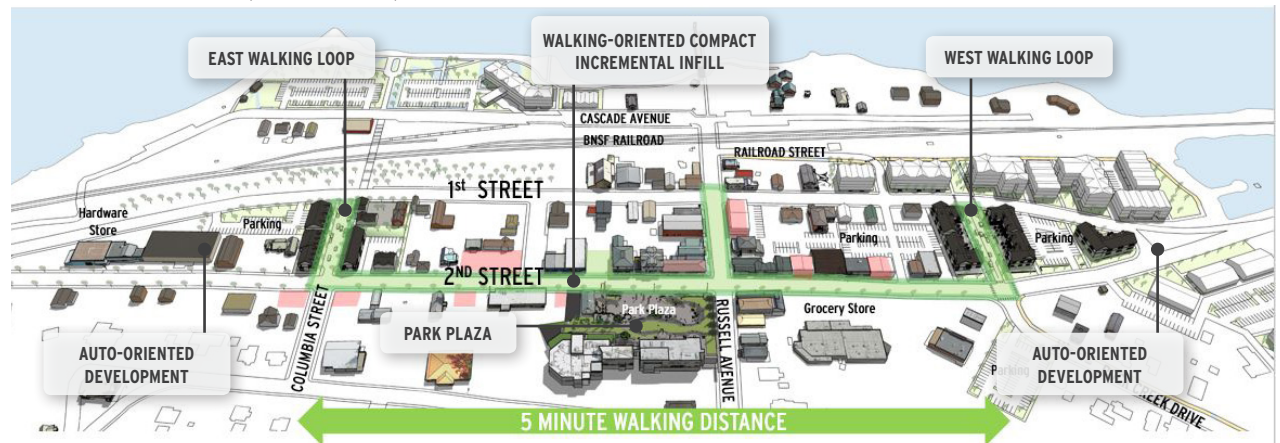 EAST WALKING LOOP
WALKING-ORIENTED COMPACT
INCREMENTAL INFILL
WEST WALKING LOOP
CASCADE AVENUE
BNSF RAILROAD
RAILROAD STREET
1st STREET
Hardware
Store
Parking
Parking
Parking
2ND STREET
COLUMBIA STREET
PARK PLAZA
Park Plaza
RUSSELL AVENUE
Grocery Store
AUTO-ORIENTED
DEVELOPMENT
AUTO-ORIENTED
DEVELOPMENT
Parking
CREEK DRIVE
5 MINUTE WALKING DISTANCE